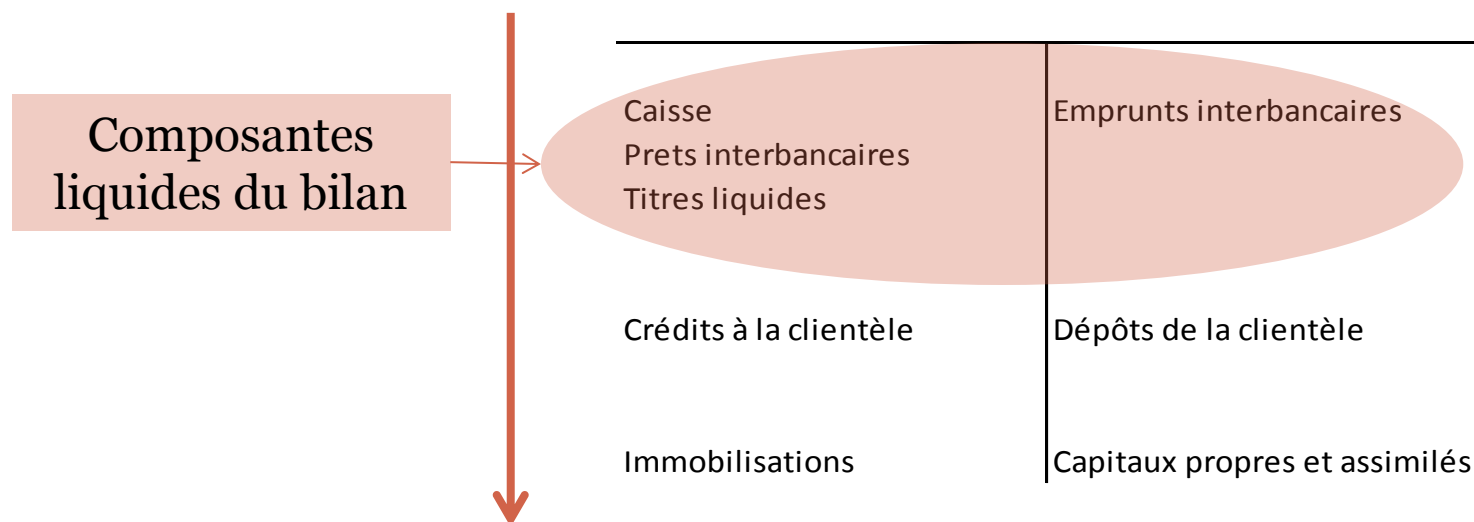 Composantes
liquides du bilan
Caisse
Prets interbancaires
Titres liquides
Emprunts interbancaires
Crédits à la clientèle
Dépôts de la clientèle
Immobilisations
Capitaux propres et assimilés